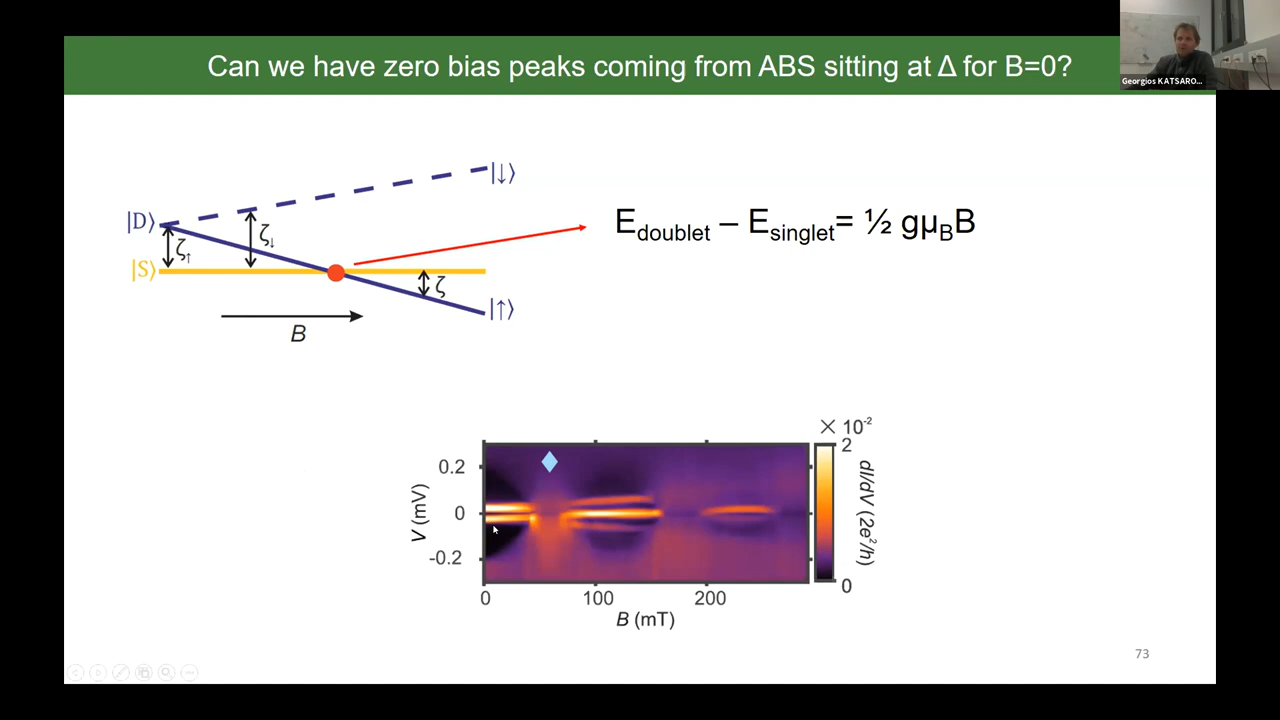 Can we have zero bias peaks coming from ABS sitting at Δ for B=0?
Georgios KATSARO...
|↓⟩
|D⟩
ζ↑
ζ↓
E_doublet – E_singlet= ½ gμ_BB
|S⟩
ζ
|↑⟩
B
× 10⁻²
2
0.2
0
-0.2
V (mV)
0
dI/dV (2e²/h)
0
100
200
B (mT)
73